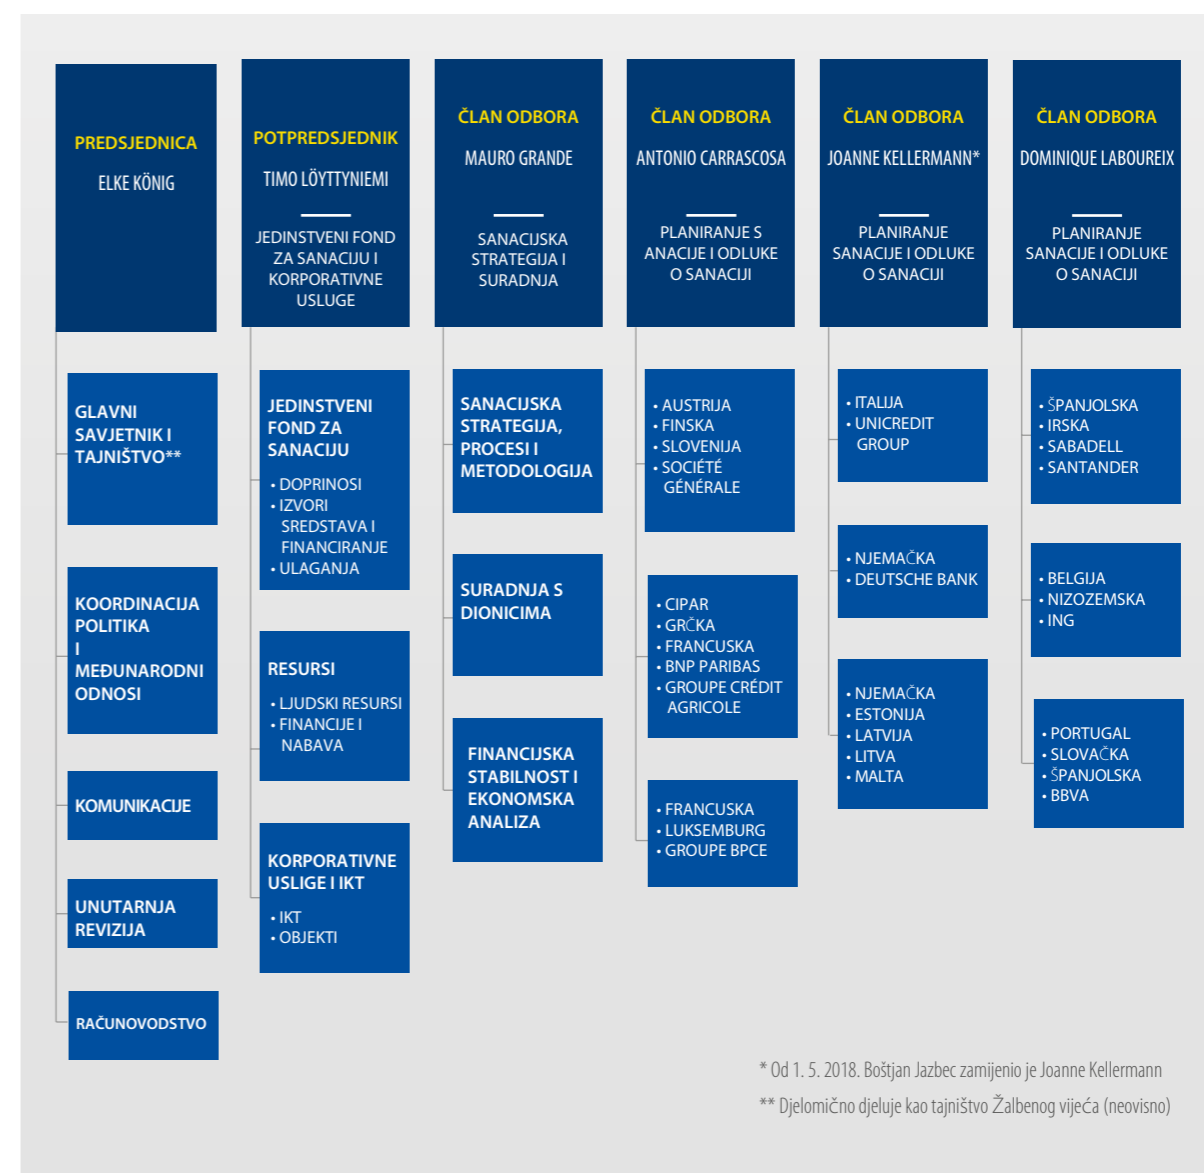 PREDSJEDNICA
ELKE KÖNIG
GLAVNI
SAVJETNIK I
TAJNIŠTVO**
KOORDINACIJA
POLITIKA
I
MEĐUNARODNI
ODNOSI
KOMUNIKACIJE
UNUTARNJA
REVIZIJA
RAČUNOVODSTVO
POTPREDSJEDNIK
TIMO LÖYTTYNIEMI
JEDINSTVENI FOND
ZA SANACIJU I
KORPORATIVNE
USLUGE
JEDINSTVENI
FOND ZA
SANACIJU
• DOPRINOSI
• IZVORI
SREDSTAVA I
FINANCIRANJE
• ULAGANJA
RESURSI
• LJUDSKI RESURSI
• FINANCIJE I
NABAVA
KORPORATIVNE
USLIGE I IKT
• IKT
• OBJEKTI
ČLAN ODBORA
MAURO GRANDE
SANACIJSKA
STRATEGIJA I
SURADNJA
SANACIJSKA
STRATEGIJA,
PROCESI I
METODOLOGIJA
SURADNJA S
DIONICIMA
FINANCIJSKA
STABILNOST I
EKONOMSKA
ANALIZA
ČLAN ODBORA
ANTONIO CARRASCOSA
PLANIRANJE S
ANACIJE I ODLUKE
O SANACIJI
• AUSTRIJA
• FINSKA
• SLOVENIJA
• SOCIÉTÉ
GÉNÉRALE
• CIPAR
• GRČKA
• FRANCUSKA
• BNP PARIBAS
• GROUPE CRÉDIT
AGRICOLE
• FRANCUSKA
• LUKSEMBURG
• GROUPE BPCE
ČLAN ODBORA
JOANNE KELLERMANN*
PLANIRANJE
SANACIJE I ODLUKE
O SANACIJI
• ITALIJA
• UNICREDIT
GROUP
• NJEMAČKA
• DEUTSCHE BANK
• NJEMAČKA
• ESTONIJA
• LATVIJA
• LITVA
• MALTA
ČLAN ODBORA
DOMINIQUE LABOUREIX
PLANIRANJE
SANACIJE I ODLUKE
O SANACIJI
• ŠPANJOLSKA
• IRSKA
• SABADELL
• SANTANDER
• BELGIJA
• NIZOZEMSKA
• ING
• PORTUGAL
• SLOVAČKA
• ŠPANJOLSKA
• BBVA
* Od 1. 5. 2018. Boštjan Jazbec zamijenio je Joanne Kellermann
** Djelomično djeluje kao tajništvo Žalbenog vijeća (neovisno)